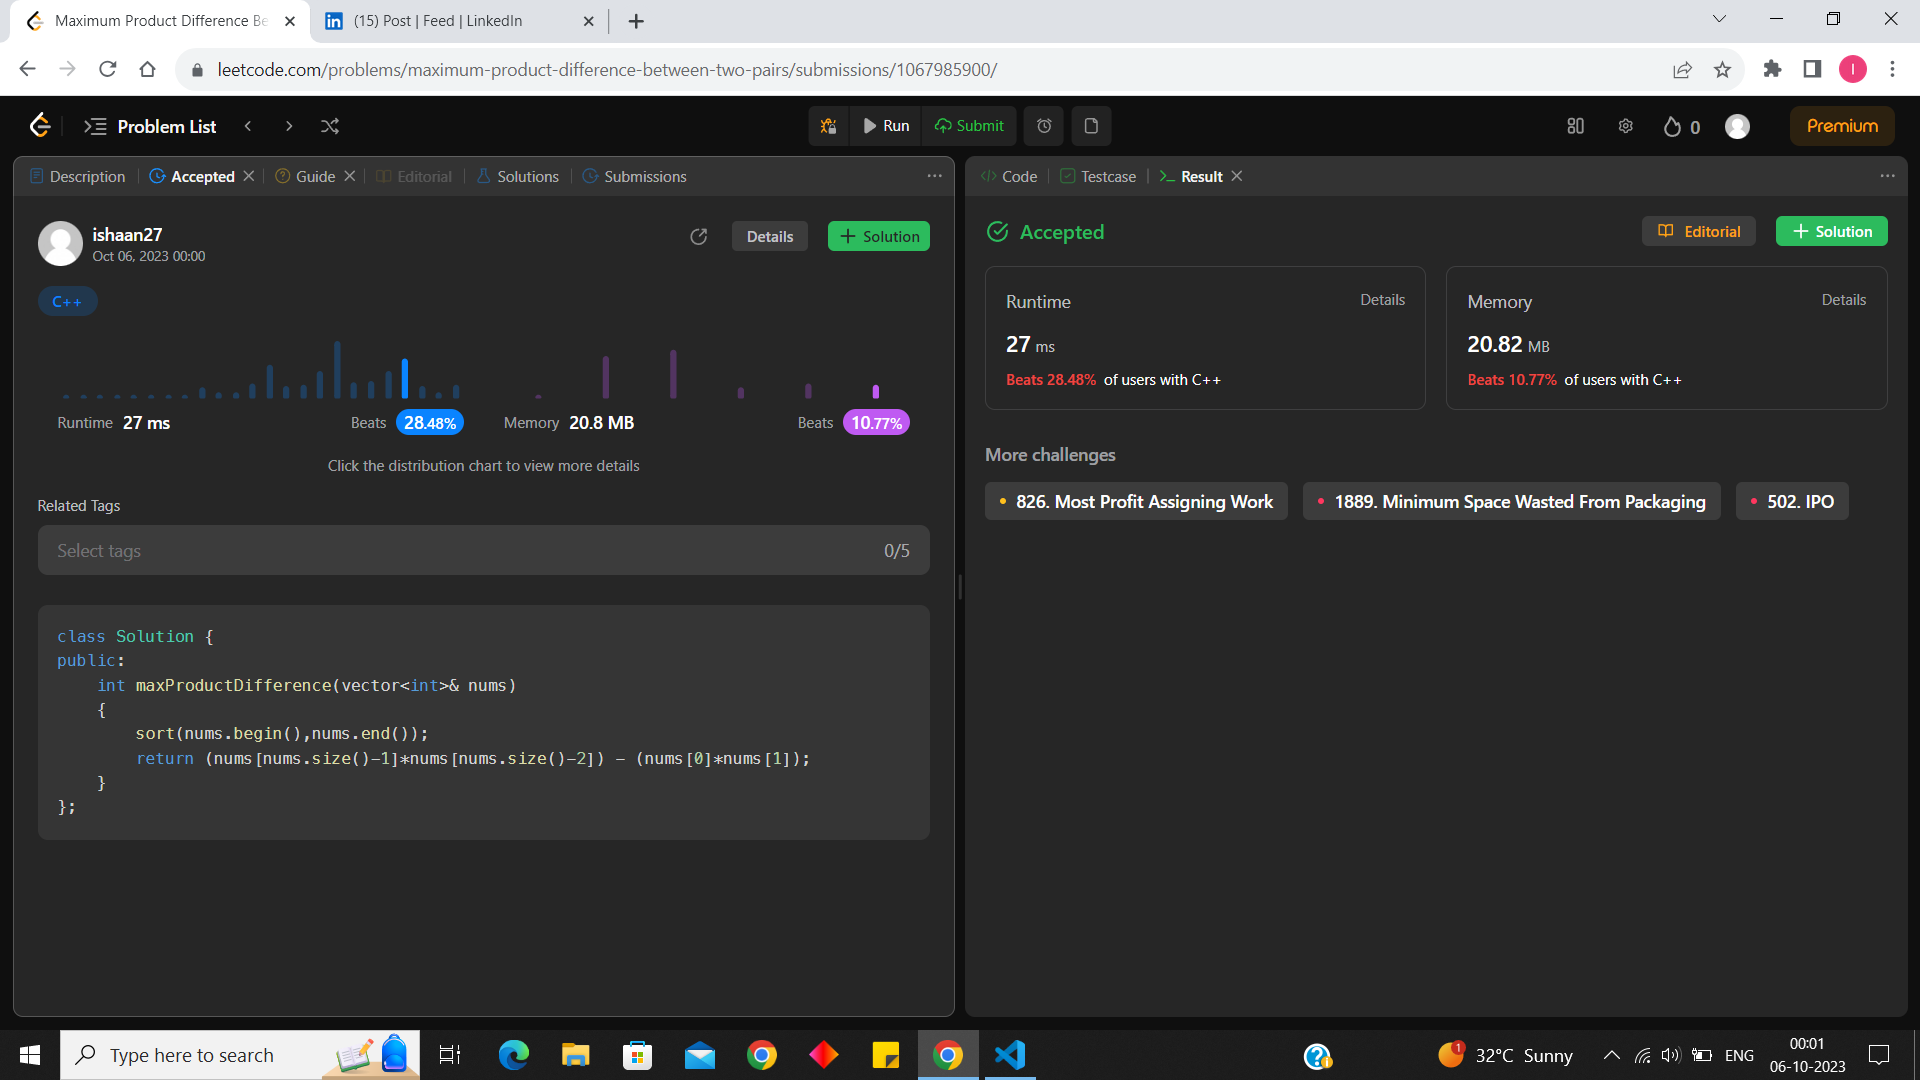 Maximum Product Difference Be
(15) Post | Feed | LinkedIn
leetcode.com/problems/maximum-product-difference-between-two-pairs/submissions/1067985900/
I
Problem List
Run
Submit
0
Premium
Description
Accepted
Guide
Editorial
Solutions
Submissions
Code
Testcase
Result
ishaan27
Oct 06, 2023 00:00
Details
Solution
C++
Runtime 27 ms
Beats 28.48%
Memory 20.8 MB
Beats 10.77%
Click the distribution chart to view more details
Related Tags
Select tags
0/5
class Solution {
public:
    int maxProductDifference(vector<int>& nums)
    {
        sort(nums.begin(),nums.end());
        return (nums[nums.size()-1]*nums[nums.size()-2]) - (nums[0]*nums[1]);
    }
};
Accepted
Editorial
Solution
Runtime
Details
27 ms
Beats 28.48% of users with C++
Memory
Details
20.82 MB
Beats 10.77% of users with C++
More challenges
826. Most Profit Assigning Work
1889. Minimum Space Wasted From Packaging
502. IPO
Type here to search
1
32°C Sunny
ENG
00:01
06-10-2023